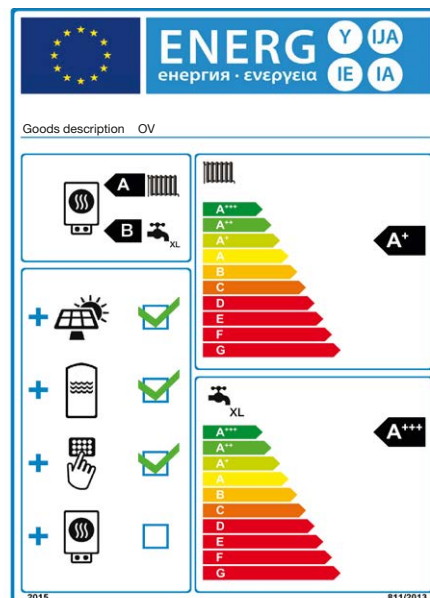 ENERG Y IJA
енергия · ενεργεια IE IA
Goods description OV
A
B
XL
A+++
A++
A+
A
B
C
D
E
F
G
A+
XL
A+++
A++
A+
A
B
C
D
E
F
G
A+++
2015
811/2013